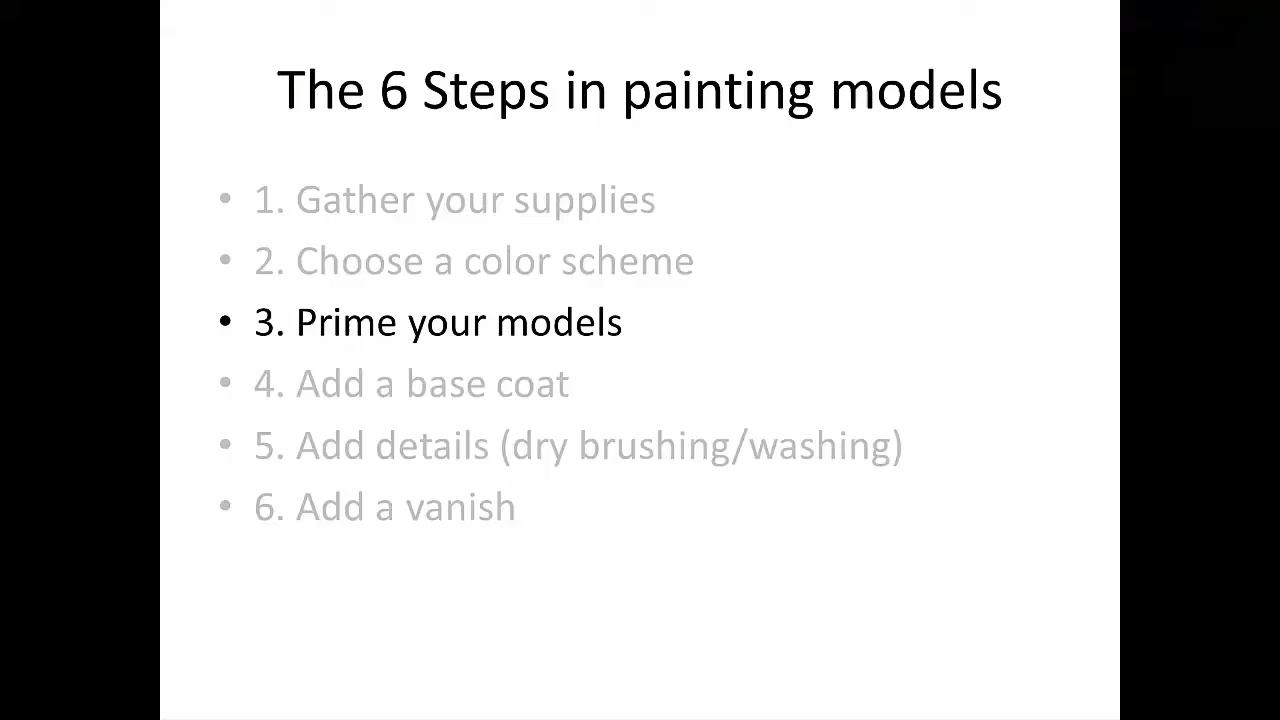 The 6 Steps in painting models
• 1. Gather your supplies
• 2. Choose a color scheme
• 3. Prime your models
• 4. Add a base coat
• 5. Add details (dry brushing/washing)
• 6. Add a vanish